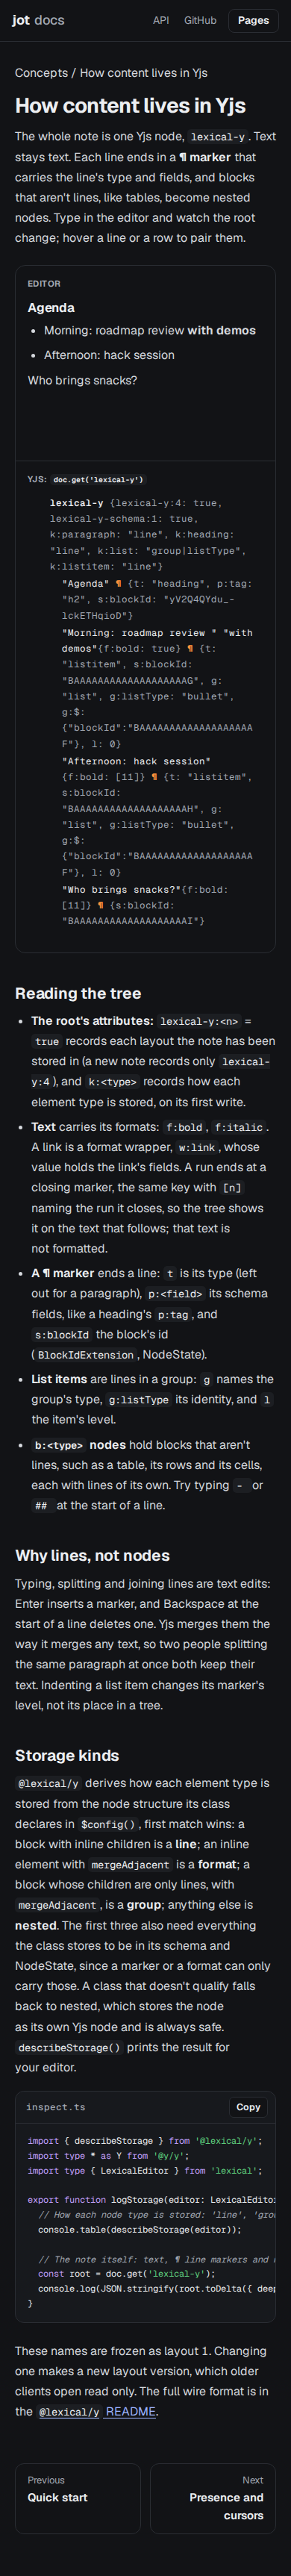 jot docs API GitHub Pages
Concepts / How content lives in Yjs
How content lives in Yjs
The whole note is one Yjs node, lexical-y. Text
stays text. Each line ends in a ¶ marker that
carries the line's type and fields, and blocks
that aren't lines, like tables, become nested
nodes. Type in the editor and watch the root
change; hover a line or a row to pair them.
EDITOR
Agenda
• Morning: roadmap review with demos
• Afternoon: hack session
Who brings snacks?
YJS: doc.get('lexical-y')
lexical-y {lexical-y:4: true,
lexical-y-schema:1: true,
k:paragraph: "line", k:heading:
"line", k:list: "group|listType",
k:listitem: "line"}
"Agenda" ¶ {t: "heading", p:tag:
"h2", s:blockId: "yV2Q4QYdu_-
lckETHqioD"}
"Morning: roadmap review " "with
demos"{f:bold: true} ¶ {t:
"listitem", s:blockId:
"BAAAAAAAAAAAAAAAAAAAG", g:
"list", g:listType: "bullet",
g:$:
{"blockId":"BAAAAAAAAAAAAAAAAAAA
F"}, l: 0}
"Afternoon: hack session"
{f:bold: [11]} ¶ {t: "listitem",
s:blockId:
"BAAAAAAAAAAAAAAAAAAAH", g:
"list", g:listType: "bullet",
g:$:
{"blockId":"BAAAAAAAAAAAAAAAAAAA
F"}, l: 0}
"Who brings snacks?"{f:bold:
[11]} ¶ {s:blockId:
"BAAAAAAAAAAAAAAAAAAAI"}
Reading the tree
• The root's attributes: lexical-y:<n> =
true records each layout the note has been
stored in (a new note records only lexical-
y:4), and k:<type> records how each
element type is stored, on its first write.
• Text carries its formats: f:bold, f:italic.
A link is a format wrapper, w:link, whose
value holds the link's fields. A run ends at a
closing marker, the same key with [n]
naming the run it closes, so the tree shows
it on the text that follows; that text is
not formatted.
• A ¶ marker ends a line: t is its type (left
out for a paragraph), p:<field> its schema
fields, like a heading's p:tag, and
s:blockId the block's id
(BlockIdExtension, NodeState).
• List items are lines in a group: g names the
group's type, g:listType its identity, and l
the item's level.
• b:<type> nodes hold blocks that aren't
lines, such as a table, its rows and its cells,
each with lines of its own. Try typing - or
## at the start of a line.
Why lines, not nodes
Typing, splitting and joining lines are text edits:
Enter inserts a marker, and Backspace at the
start of a line deletes one. Yjs merges them the
way it merges any text, so two people splitting
the same paragraph at once both keep their
text. Indenting a list item changes its marker's
level, not its place in a tree.
Storage kinds
@lexical/y derives how each element type is
stored from the node structure its class
declares in $config(), first match wins: a
block with inline children is a line; an inline
element with mergeAdjacent is a format; a
block whose children are only lines, with
mergeAdjacent, is a group; anything else is
nested. The first three also need everything
the class stores to be in its schema and
NodeState, since a marker or a format can only
carry those. A class that doesn't qualify falls
back to nested, which stores the node
as its own Yjs node and is always safe.
describeStorage() prints the result for
your editor.
inspect.ts Copy
import { describeStorage } from '@lexical/y';
import type * as Y from '@y/y';
import type { LexicalEditor } from 'lexical';
export function logStorage(editor: LexicalEditor
// How each node type is stored: 'line', 'grou
console.table(describeStorage(editor));
// The note itself: text, ¶ line markers and
const root = doc.get('lexical-y');
console.log(JSON.stringify(root.toDelta({ deep
}
These names are frozen as layout 1. Changing
one makes a new layout version, which older
clients open read only. The full wire format is in
the @lexical/y README.
Previous
Quick start
Next
Presence and
cursors